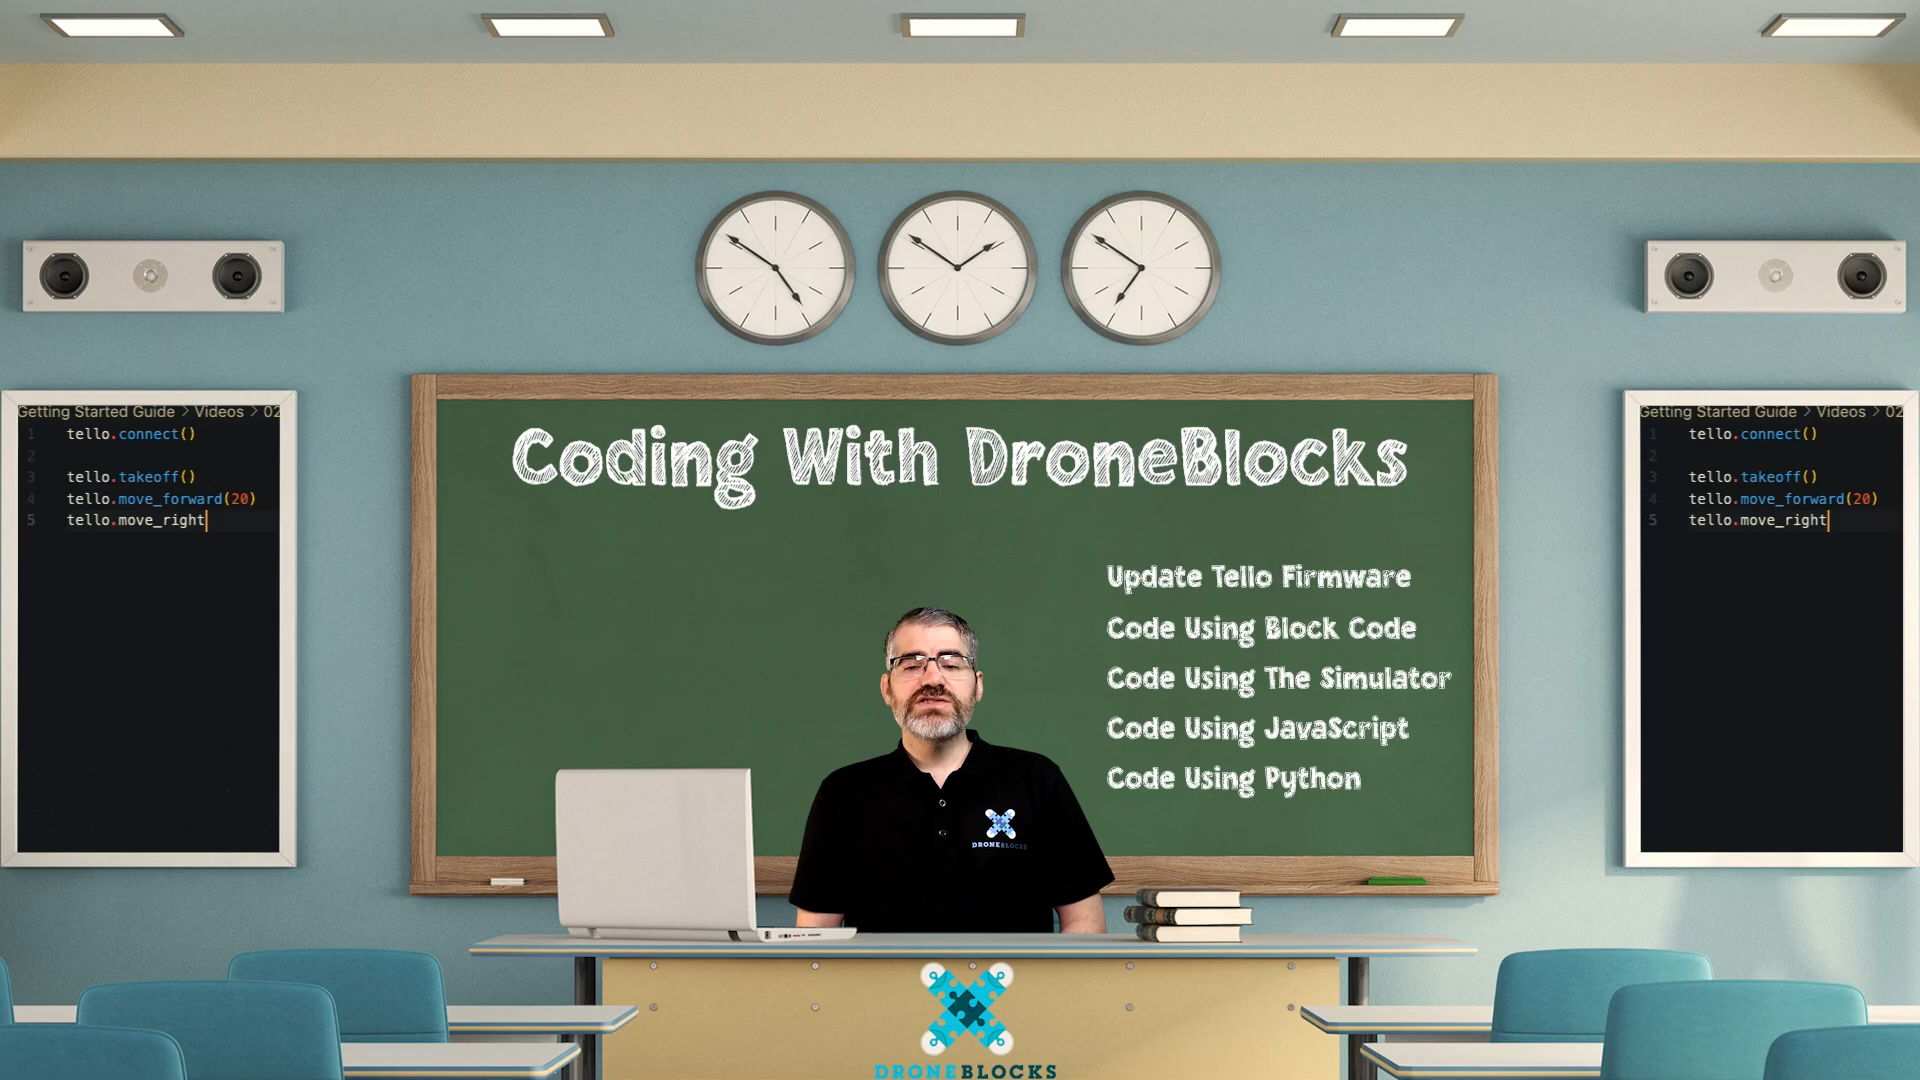 Getting Started Guide > Videos > 02
1 tello.connect()
2
3 tello.takeoff()
4 tello.move_forward(20)
5 tello.move_right
Coding With DroneBlocks
Update Tello Firmware
Code Using Block Code
Code Using The Simulator
Code Using JavaScript
Code Using Python
DRONEBLOCKS
DRONEBLOCKS
Getting Started Guide > Videos > 02
1 tello.connect()
2
3 tello.takeoff()
4 tello.move_forward(20)
5 tello.move_right